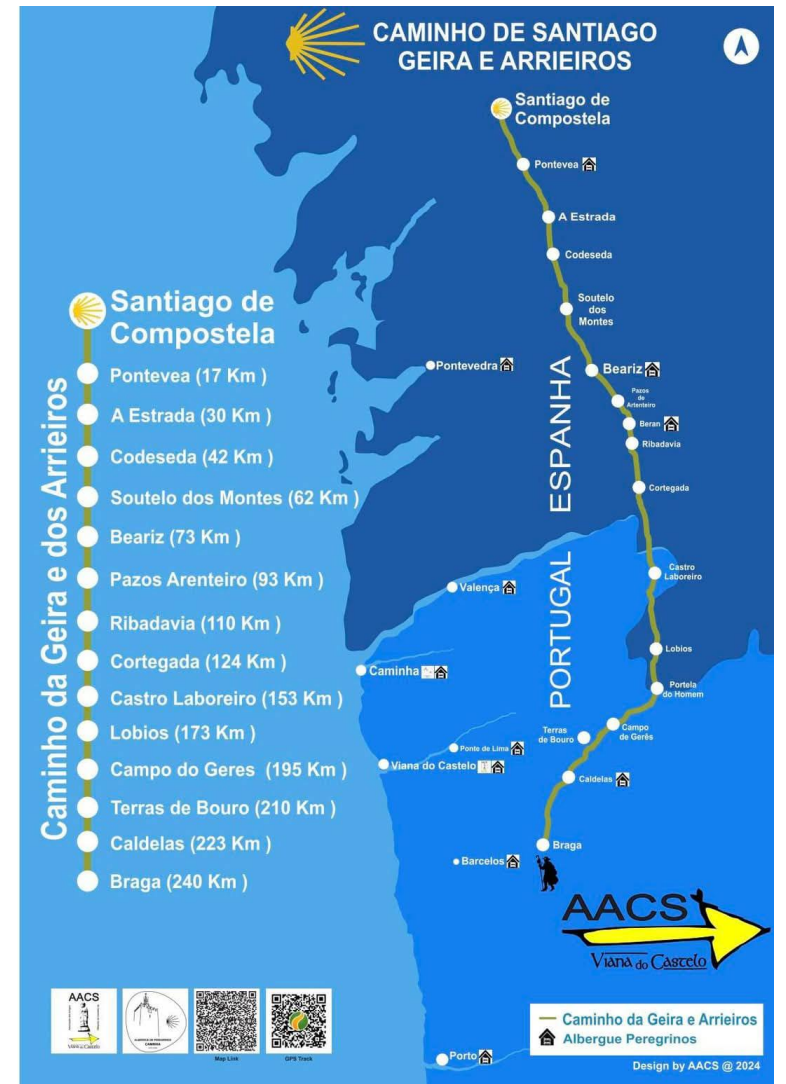 CAMINHO DE SANTIAGO
GEIRA E ARRIEIROS
Santiago de
Compostela
Pontevea
A Estrada
Codeseda
Soutelo
dos
Montes
Beariz
Pazos
de
Artenteiro
Beran
Ribadavia
Cortegada
Castro
Laboreiro
Lobios
Portela
do Homem
Campo
de Gerês
Terras
de Bouro
Caldelas
Braga
Pontevedra
Valença
Caminha
Ponte de Lima
Viana do Castelo
Barcelos
Porto
ESPANHA
PORTUGAL
Caminho da Geira e dos Arrieiros
Santiago de
Compostela
Pontevea (17 Km )
A Estrada (30 Km )
Codeseda (42 Km )
Soutelo dos Montes (62 Km )
Beariz (73 Km )
Pazos Arenteiro (93 Km )
Ribadavia (110 Km )
Cortegada (124 Km )
Castro Laboreiro (153 Km )
Lobios (173 Km )
Campo do Geres (195 Km )
Terras de Bouro (210 Km )
Caldelas (223 Km )
Braga (240 Km )
AACS
Viana do Castelo
AACS
Viana do Castelo
Map Link
GPS Track
Caminho da Geira e Arrieiros
Albergue Peregrinos
Design by AACS @ 2024